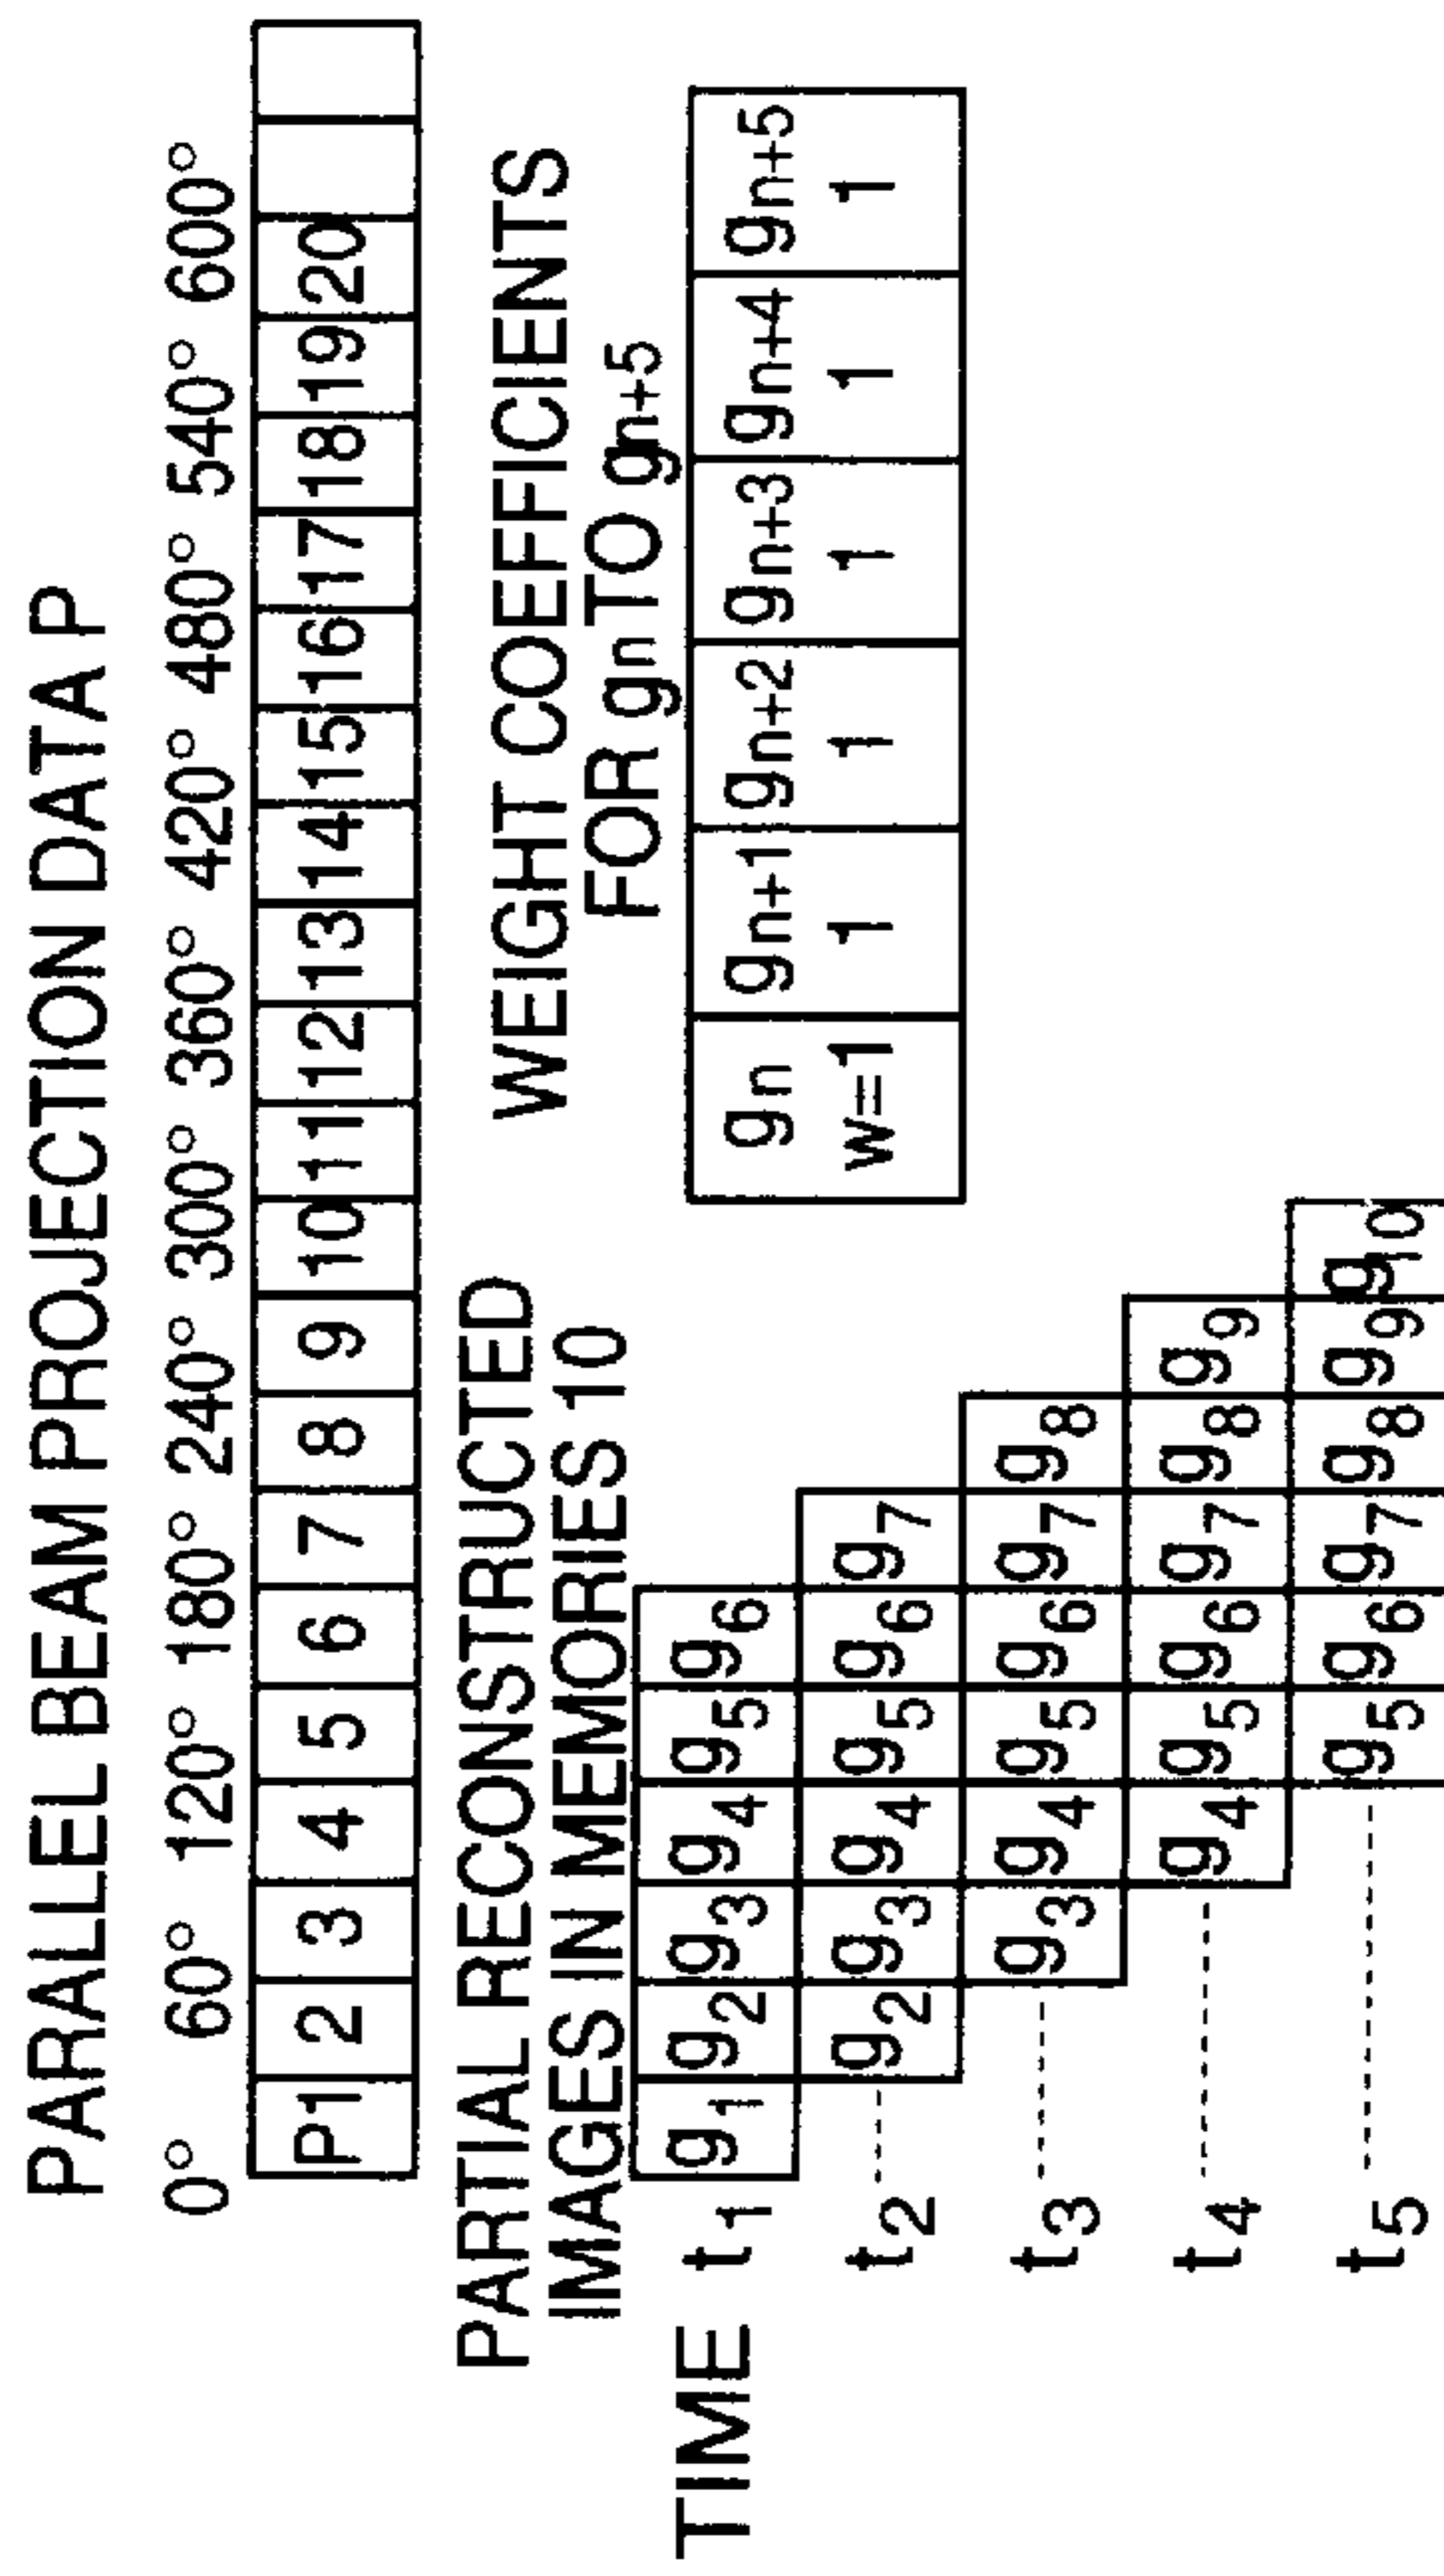 PARALLEL BEAM PROJECTION DATA P
0° 60° 120° 180° 240° 300° 360° 420° 480° 540° 600°
P1 2 3 4 5 6 7 8 9 10 11 12 13 14 15 16 17 18 19 20
PARTIAL RECONSTRUCTED
IMAGES IN MEMORIES 10
WEIGHT COEFFICIENTS
FOR gn TO gn+5
gn gn+1 gn+2 gn+3 gn+4 gn+5
w=1 1 1 1 1 1
TIME t1 g1 g2 g3 g4 g5 g6
t2 g2 g3 g4 g5 g6 g7
t3 g3 g4 g5 g6 g7 g8
t4 g4 g5 g6 g7 g8 g9
t5 g5 g6 g7 g8 g9 g10